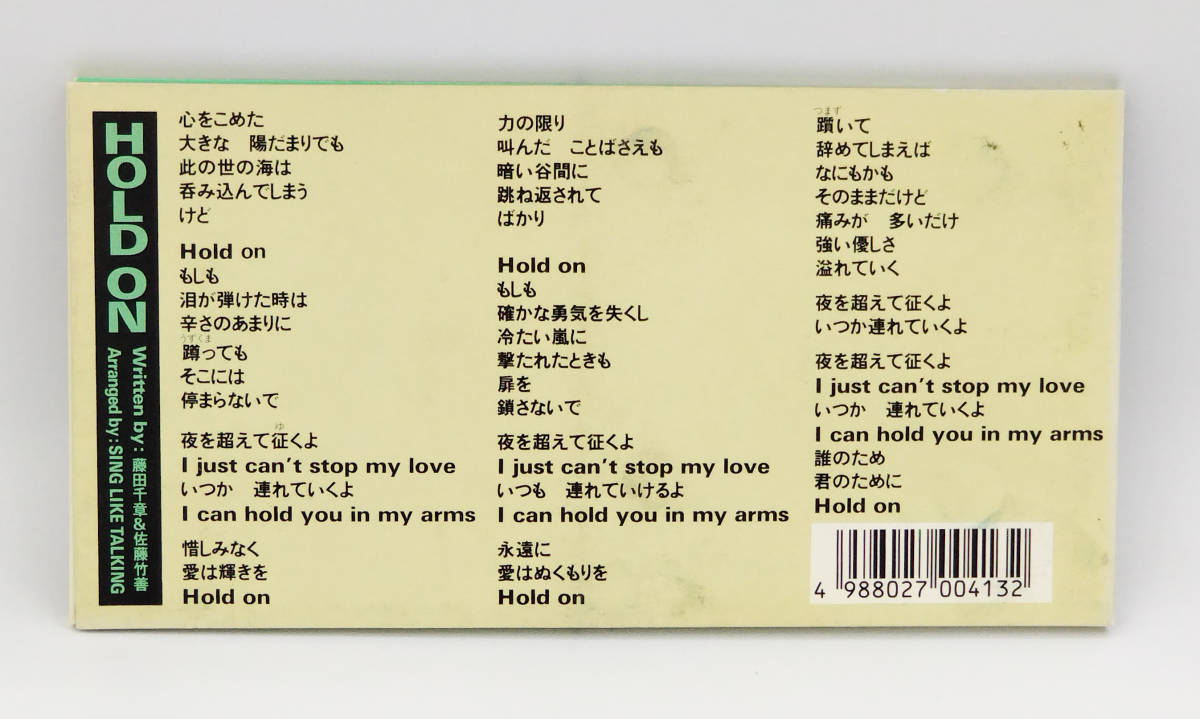 HOLD ON
Written by: 藤田千章&佐藤竹善
Arranged by: SING LIKE TALKING
心をこめた
大きな　陽だまりでも
此の世の海は
呑み込んでしまう
けど
Hold on
もしも
泪が弾けた時は
辛さのあまりに
うずくま
蹲っても
そこには
停まらないで
ゆ
夜を超えて征くよ
I just can't stop my love
いつか　連れていくよ
I can hold you in my arms
惜しみなく
愛は輝きを
Hold on
力の限り
叫んだ　ことばさえも
暗い谷間に
跳ね返されて
ばかり
Hold on
もしも
確かな勇気を失くし
冷たい嵐に
撃たれたときも
扉を
鎖さないで
夜を超えて征くよ
I just can't stop my love
いつも　連れていけるよ
I can hold you in my arms
永遠に
愛はぬくもりを
Hold on
つまず
躓いて
辞めてしまえば
なにもかも
そのままだけど
痛みが　多いだけ
強い優しさ
溢れていく
夜を超えて征くよ
いつか連れていくよ
夜を超えて征くよ
I just can't stop my love
いつか　連れていくよ
I can hold you in my arms
誰のため
君のために
Hold on
4 988027 004132